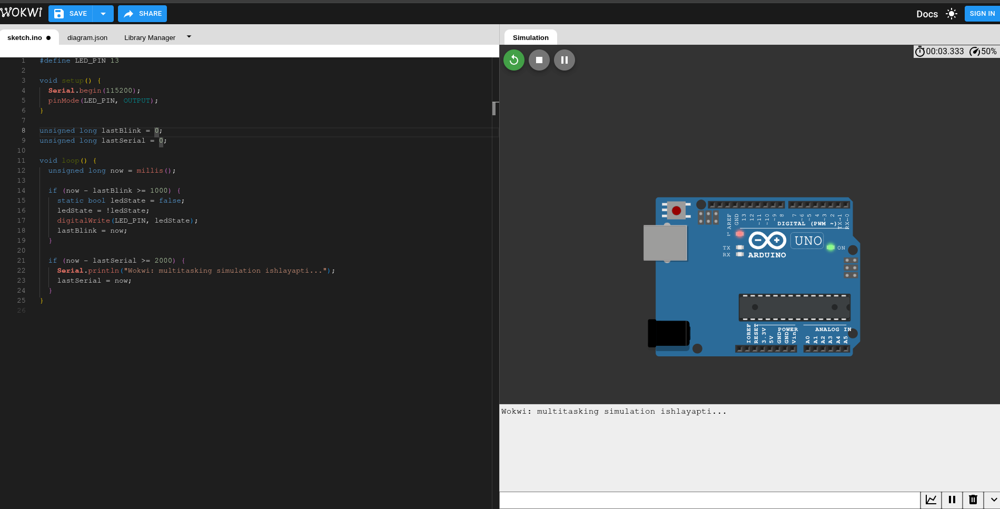 WOKWi SAVE SHARE Docs SIGN IN
sketch.ino ● diagram.json Library Manager
Simulation
00:03.333 50%
1 #define LED_PIN 13
2
3 void setup() {
4   Serial.begin(115200);
5   pinMode(LED_PIN, OUTPUT);
6 }
7
8 unsigned long lastBlink = 0;
9 unsigned long lastSerial = 0;
10
11 void loop() {
12   unsigned long now = millis();
13
14   if (now - lastBlink >= 1000) {
15     static bool ledState = false;
16     ledState = !ledState;
17     digitalWrite(LED_PIN, ledState);
18     lastBlink = now;
19   }
20
21   if (now - lastSerial >= 2000) {
22     Serial.println("Wokwi: multitasking simulation ishlayapti...");
23     lastSerial = now;
24   }
25 }
26
AREF GND 13 12 ~11 ~10 ~9 8 7 ~6 ~5 4 ~3 2 TX→1 RX←0
DIGITAL (PWM ~)
L
UNO
TX ON
RX ARDUINO
POWER ANALOG IN
IOREF RESET 3.3V 5V GND GND Vin A0 A1 A2 A3 A4 A5
Wokwi: multitasking simulation ishlayapti...